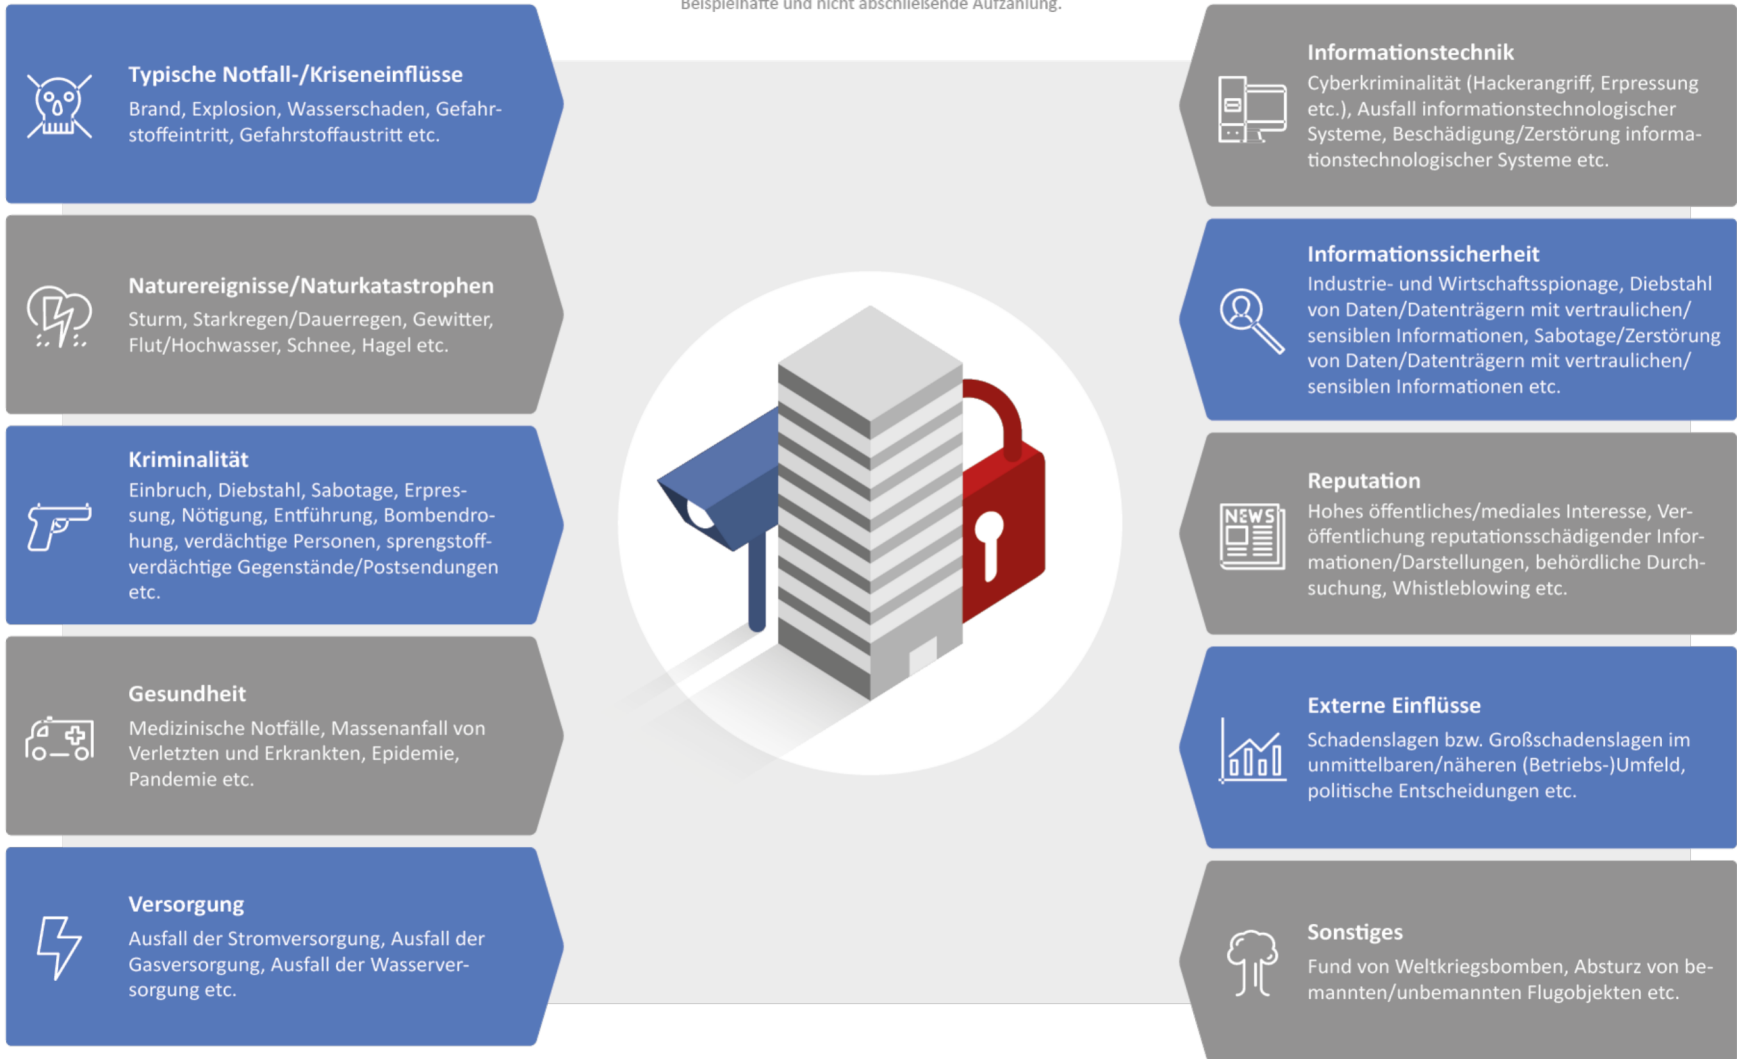 Beispielhafte und nicht abschließende Aufzählung.
Typische Notfall-/Kriseneinflüsse
Brand, Explosion, Wasserschaden, Gefahr-
stoffeintritt, Gefahrstoffaustritt etc.
Naturereignisse/Naturkatastrophen
Sturm, Starkregen/Dauerregen, Gewitter,
Flut/Hochwasser, Schnee, Hagel etc.
Kriminalität
Einbruch, Diebstahl, Sabotage, Erpres-
sung, Nötigung, Entführung, Bombendro-
hung, verdächtige Personen, sprengstoff-
verdächtige Gegenstände/Postsendungen
etc.
Gesundheit
Medizinische Notfälle, Massenanfall von
Verletzten und Erkrankten, Epidemie,
Pandemie etc.
Versorgung
Ausfall der Stromversorgung, Ausfall der
Gasversorgung, Ausfall der Wasserver-
sorgung etc.
Informationstechnik
Cyberkriminalität (Hackerangriff, Erpressung
etc.), Ausfall informationstechnologischer
Systeme, Beschädigung/Zerstörung informa-
tionstechnologischer Systeme etc.
Informationssicherheit
Industrie- und Wirtschaftsspionage, Diebstahl
von Daten/Datenträgern mit vertraulichen/
sensiblen Informationen, Sabotage/Zerstörung
von Daten/Datenträgern mit vertraulichen/
sensiblen Informationen etc.
NEWS
Reputation
Hohes öffentliches/mediales Interesse, Ver-
öffentlichung reputationsschädigender Infor-
mationen/Darstellungen, behördliche Durch-
suchung, Whistleblowing etc.
Externe Einflüsse
Schadenslagen bzw. Großschadenslagen im
unmittelbaren/näheren (Betriebs-)Umfeld,
politische Entscheidungen etc.
Sonstiges
Fund von Weltkriegsbomben, Absturz von be-
mannten/unbemannten Flugobjekten etc.